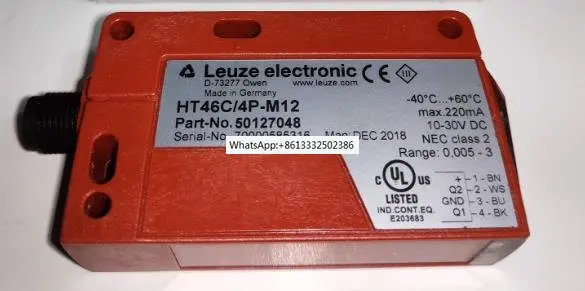 Leuze electronic
D-73277 Owen www.leuze.com
Made in Germany
HT46C/4P-M12
Part-No. 50127048
Serial-No. Man: DEC 2018
WhatsApp:+8613332502386
-40°C...+60°C
max.220mA
10-30V DC
NEC class 2
Range: 0,005 - 3
C UL US
LISTED
IND.CONT.EQ.
E203683
+ 1 - BN
Q2 2 - WS
GND 3 - BU
Q1 4 - BK